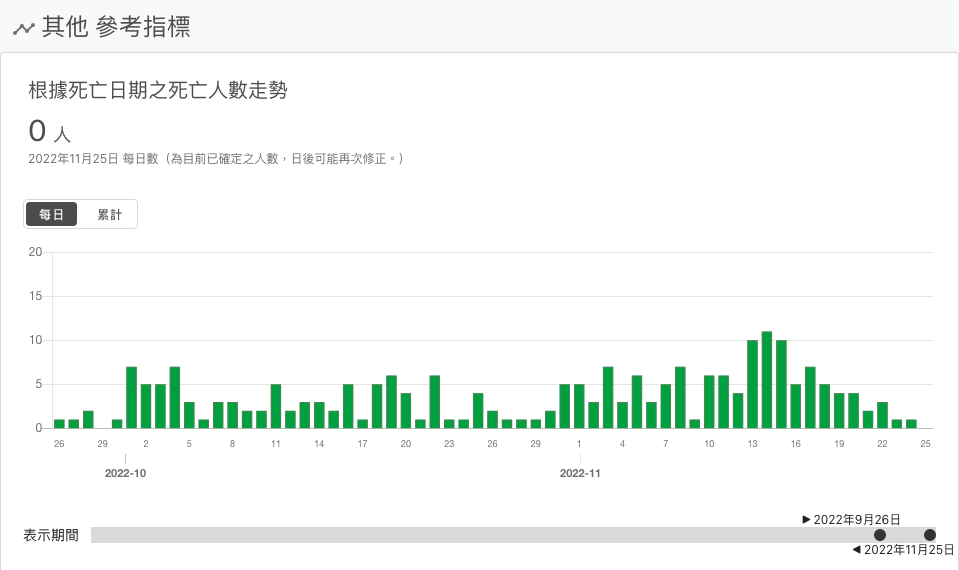 其他 參考指標
根據死亡日期之死亡人數走勢
0 人
2022年11月25日 每日數（為目前已確定之人數，日後可能再次修正。）
每日 累計
20
15
10
5
0
26 29 2 5 8 11 14 17 20 23 26 29 1 4 7 10 13 16 19 22 25
2022-10 2022-11
▶ 2022年9月26日
表示期間
◀ 2022年11月25日